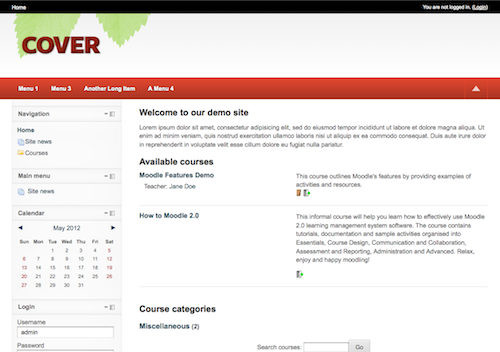 Home
You are not logged in. (Login)
COVER
Menu 1 Menu 3 Another Long Item A Menu 4
Navigation
Home
Site news
Courses
Main menu
Site news
Calendar
May 2012
Sun Mon Tue Wed Thu Fri Sat
1 2 3 4 5
6 7 8 9 10 11 12
13 14 15 16 17 18 19
20 21 22 23 24 25 26
27 28 29 30 31
Login
Username
admin
Password
Welcome to our demo site
Lorem ipsum dolor sit amet, consectetur adipisicing elit, sed do eiusmod tempor incididunt ut labore et dolore magna aliqua. Ut
enim ad minim veniam, quis nostrud exercitation ullamco laboris nisi ut aliquip ex ea commodo consequat. Duis aute irure dolor
in reprehenderit in voluptate velit esse cillum dolore eu fugiat nulla pariatur.
Available courses
Moodle Features Demo
Teacher: Jane Doe
This course outlines Moodle's features by providing examples of
activities and resources.
How to Moodle 2.0
This informal course will help you learn how to effectively use Moodle
2.0 learning management system software. The course contains
tutorials, documentation and sample activities organised into
Essentials, Course Design, Communication and Collaboration,
Assessment and Reporting, Administration and Advanced. Relax,
enjoy and happy moodling!
Course categories
Miscellaneous (2)
Search courses:
Go